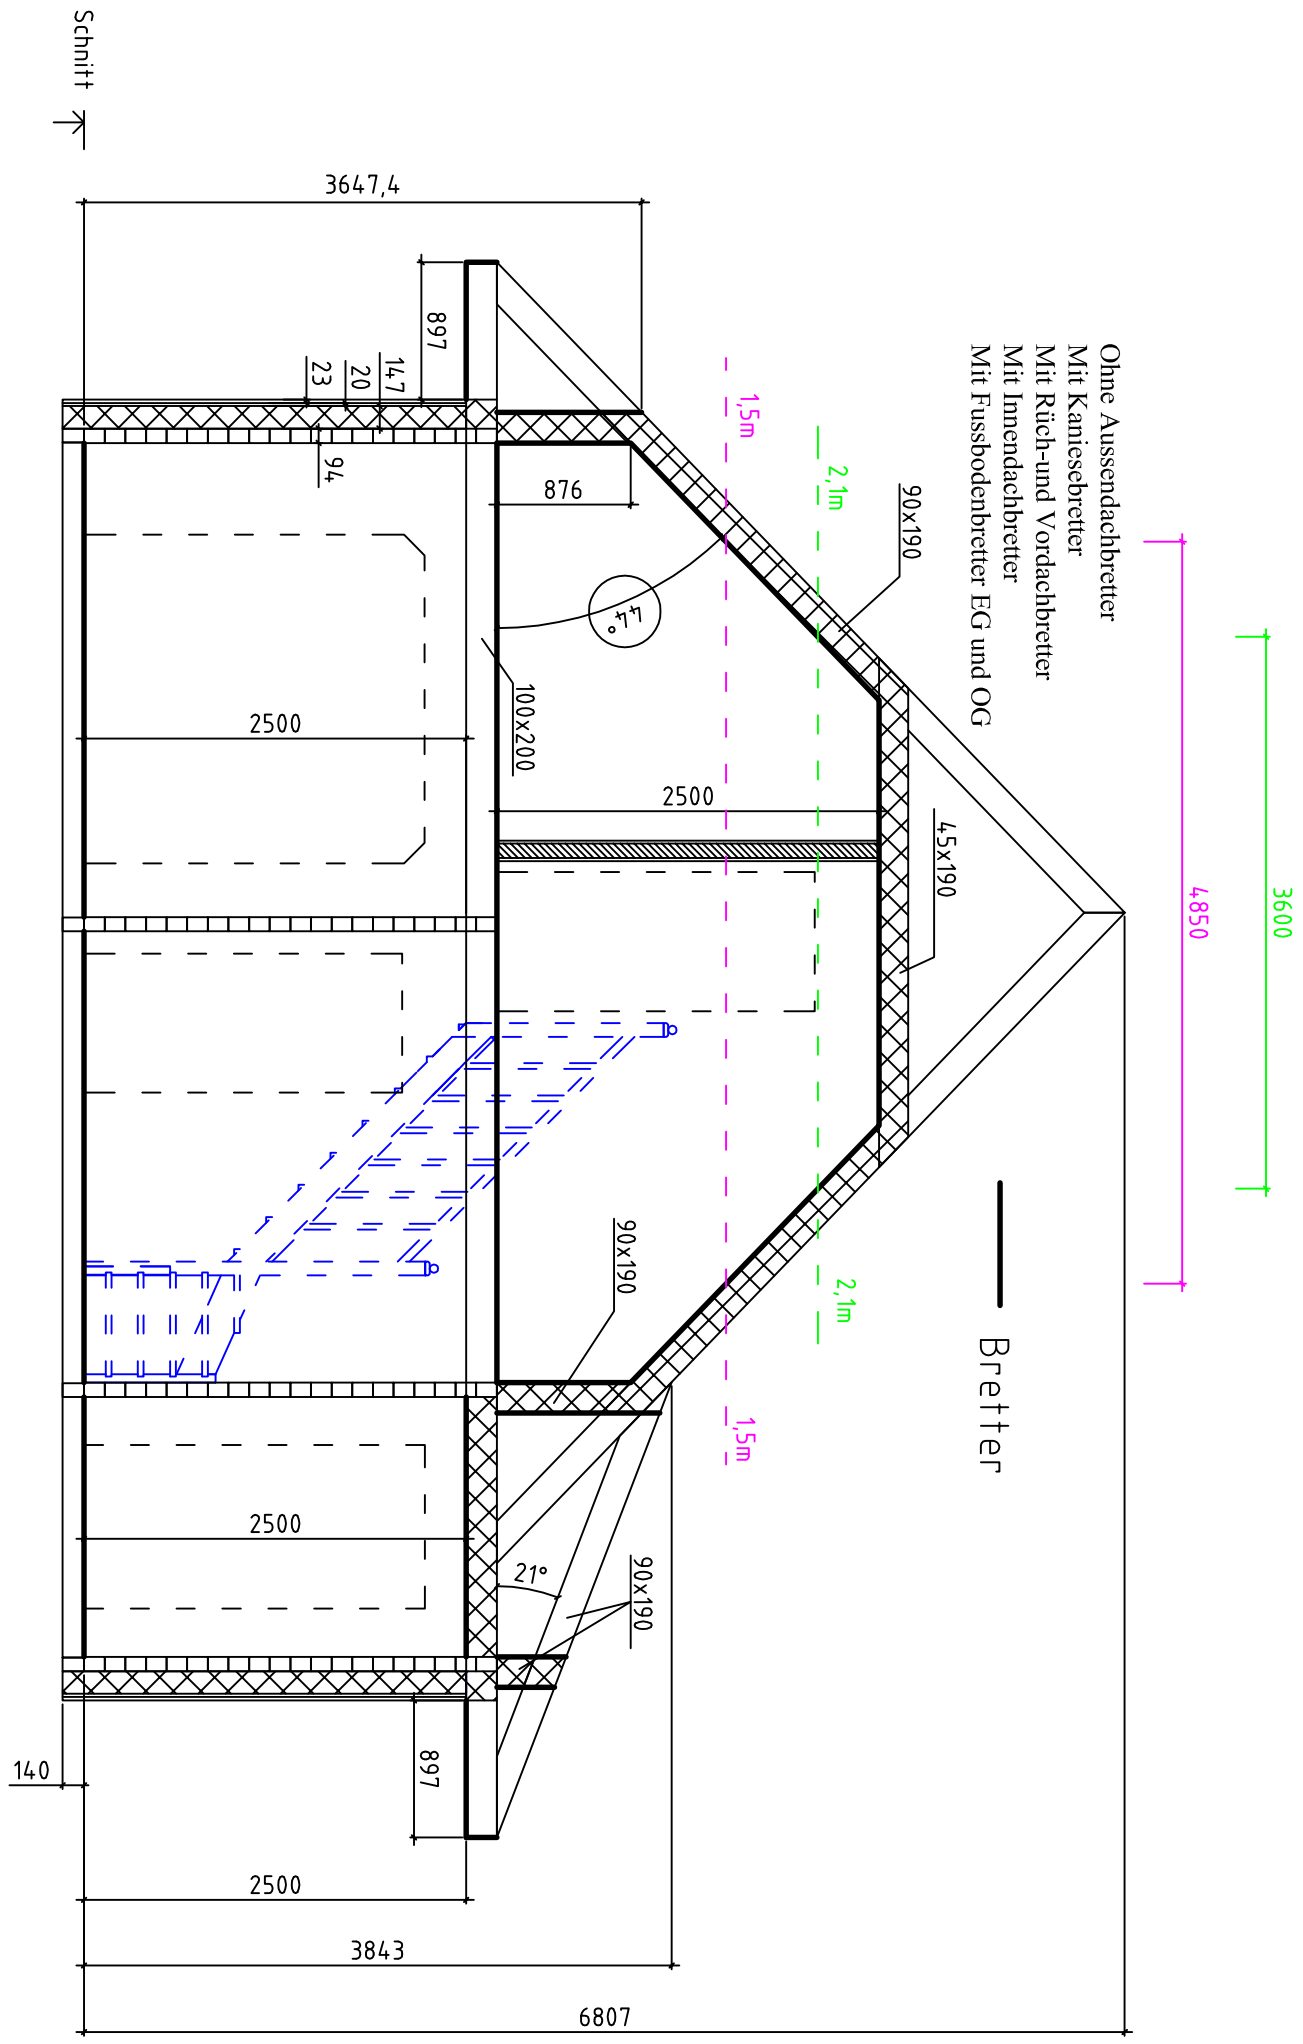 Ohne Aussendachbretter
Mit Kaniesebretter
Mit Rüch-und Vordachbretter
Mit Innendachbretter
Mit Fussbodenbretter EG und OG
3600
4850
Bretter
2,1m
2,1m
1,5m
1,5m
90x190
45x190
90x190
90x190
100x200
44°
21°
876
2500
2500
2500
897
897
147
20
23
94
3647,4
140
2500
3843
6807
Schnitt